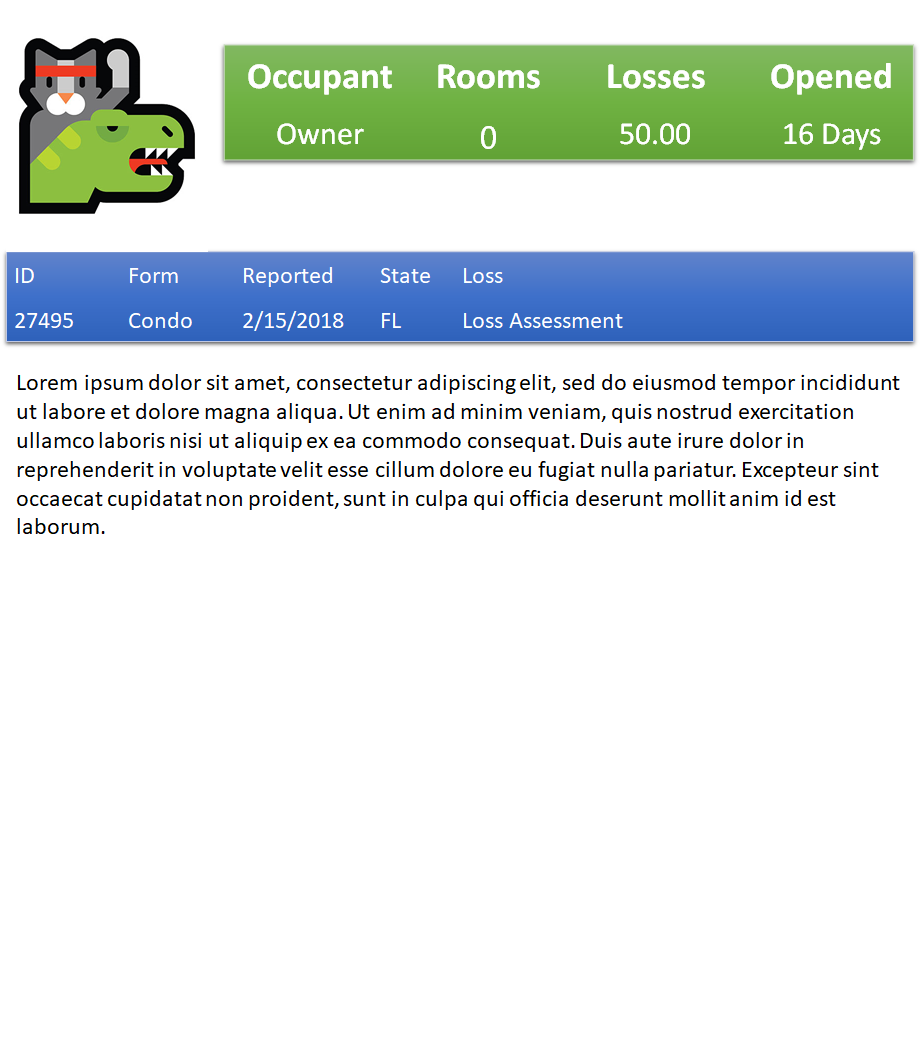 Occupant Rooms Losses Opened
Owner 0 50.00 16 Days
ID Form Reported State Loss
27495 Condo 2/15/2018 FL Loss Assessment
Lorem ipsum dolor sit amet, consectetur adipiscing elit, sed do eiusmod tempor incididunt
ut labore et dolore magna aliqua. Ut enim ad minim veniam, quis nostrud exercitation
ullamco laboris nisi ut aliquip ex ea commodo consequat. Duis aute irure dolor in
reprehenderit in voluptate velit esse cillum dolore eu fugiat nulla pariatur. Excepteur sint
occaecat cupidatat non proident, sunt in culpa qui officia deserunt mollit anim id est
laborum.